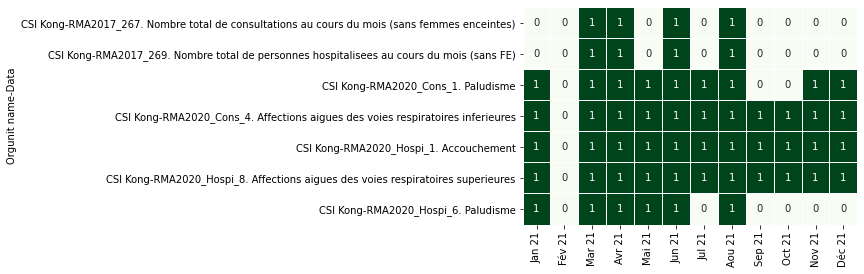 Orgunit name-Data
CSI Kong-RMA2017_267. Nombre total de consultations au cours du mois (sans femmes enceintes) 0 0 1 1 0 1 0 1 0 0 0 0
CSI Kong-RMA2017_269. Nombre total de personnes hospitalisees au cours du mois (sans FE) 0 0 1 1 0 1 0 1 0 0 0 0
CSI Kong-RMA2020_Cons_1. Paludisme 1 0 1 1 1 1 1 1 0 0 1 1
CSI Kong-RMA2020_Cons_4. Affections aigues des voies respiratoires inferieures 1 0 1 1 1 1 1 1 1 1 1 1
CSI Kong-RMA2020_Hospi_1. Accouchement 1 0 1 1 1 1 1 1 1 1 1 1
CSI Kong-RMA2020_Hospi_8. Affections aigues des voies respiratoires superieures 1 0 1 1 1 1 1 1 1 1 1 1
CSI Kong-RMA2020_Hospi_6. Paludisme 1 0 1 1 1 1 0 1 0 0 0 0
Jan 21 Fév 21 Mar 21 Avr 21 Mai 21 Jun 21 Jul 21 Aou 21 Sep 21 Oct 21 Nov 21 Déc 21